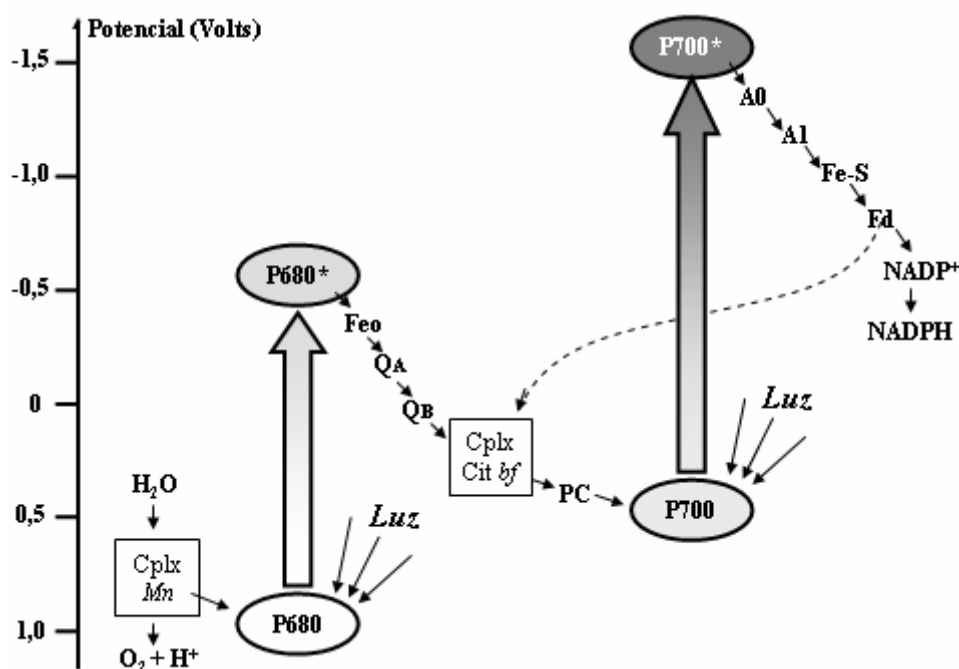 Potencial (Volts)
-1,5
-1,0
-0,5
0
0,5
1,0
H₂O
Cplx
Mn
O₂ + H⁺
P680
Luz
P680*
Feo
QA
QB
Cplx
Cit bf
PC
P700
Luz
P700*
A0
A1
Fe-S
Fd
NADP⁺
NADPH